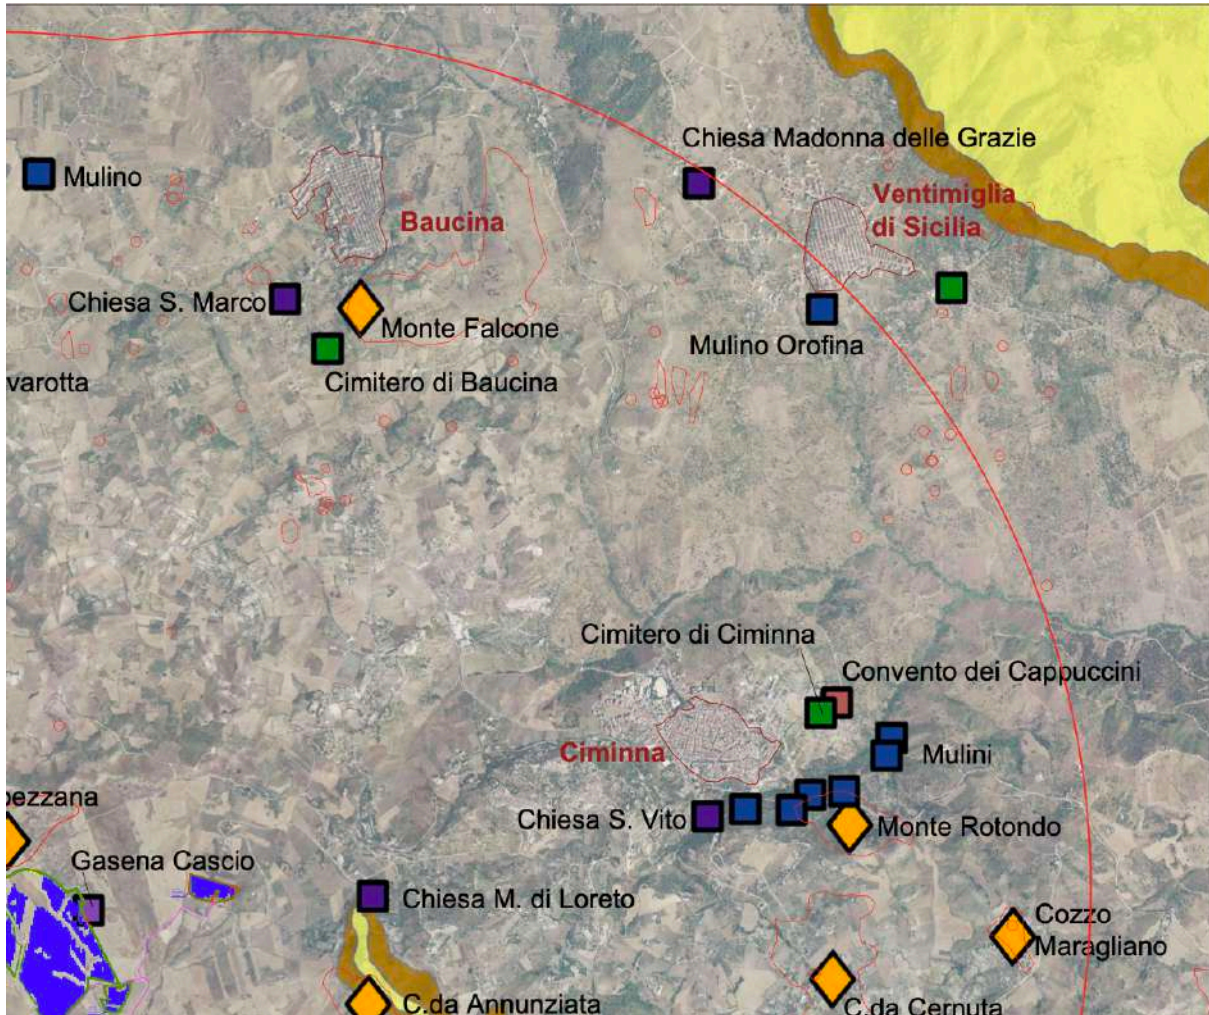 Chiesa Madonna delle Grazie
Mulino
Ventimiglia
di Sicilia
Baucina
Chiesa S. Marco
Monte Falcone
Mulino Orofina
varotta
Cimitero di Baucina
Cimitero di Ciminna
Convento dei Cappuccini
Ciminna
Mulini
pezzana
Chiesa S. Vito
Monte Rotondo
Gasena Cascio
Chiesa M. di Loreto
Cozzo
Maragliano
C.da Annunziata
C.da Cernuta